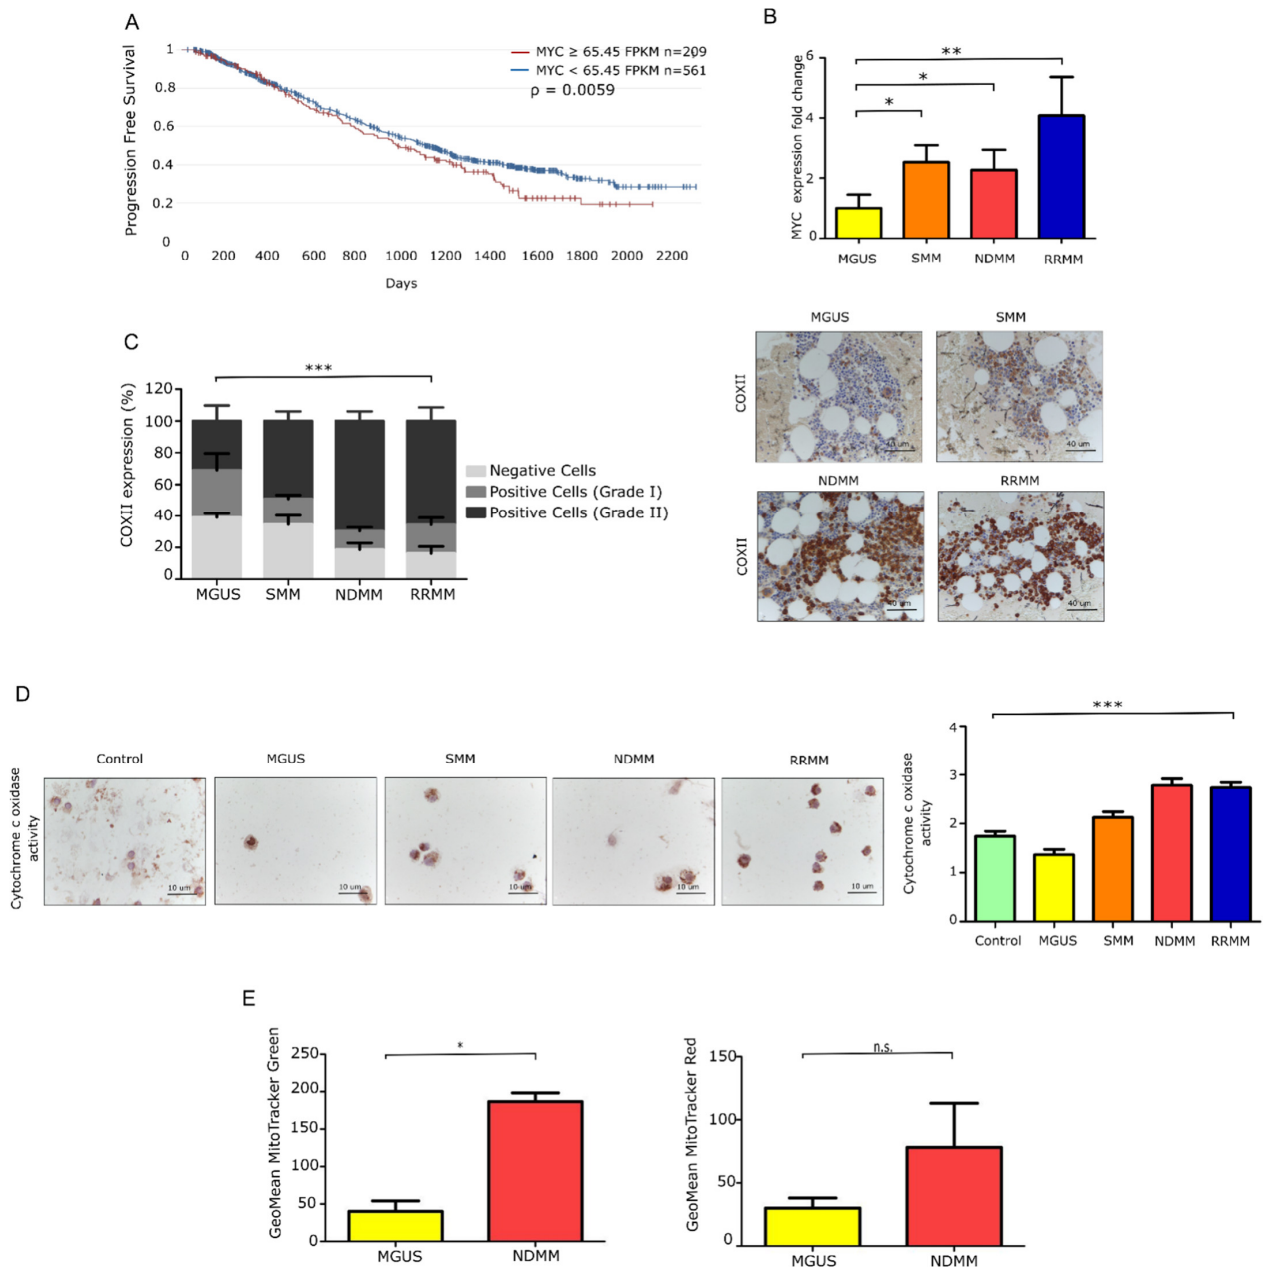 A
Progression Free Survival
1
0.8
0.6
0.4
0.2
0
0 200 400 600 800 1000 1200 1400 1600 1800 2000 2200
Days
MYC ≥ 65.45 FPKM n=209
MYC < 65.45 FPKM n=561
ρ = 0.0059
B
MYC expression fold change
6
4
2
0
**
*
*
MGUS SMM NDMM RRMM
C
COXII expression (%)
120
100
80
60
40
20
0
***
MGUS SMM NDMM RRMM
Negative Cells
Positive Cells (Grade I)
Positive Cells (Grade II)
MGUS SMM
COXII
40 um 40 um
NDMM RRMM
COXII
40 um 40 um
D
Control MGUS SMM NDMM RRMM
Cytochrome c oxidase
activity
10 um 10 um 10 um 10 um 10 um
Cytochrome c oxidase
activity
4
3
2
1
0
***
Control MGUS SMM NDMM RRMM
E
GeoMean MitoTracker Green
250
200
150
100
50
0
*
MGUS NDMM
GeoMean MitoTracker Red
150
100
50
0
n.s.
MGUS NDMM